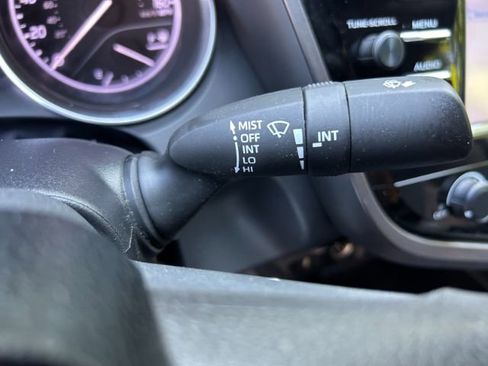 TUNE·SCROLL
MENU
AUDIO
MIST
OFF
INT
LO
HI
INT